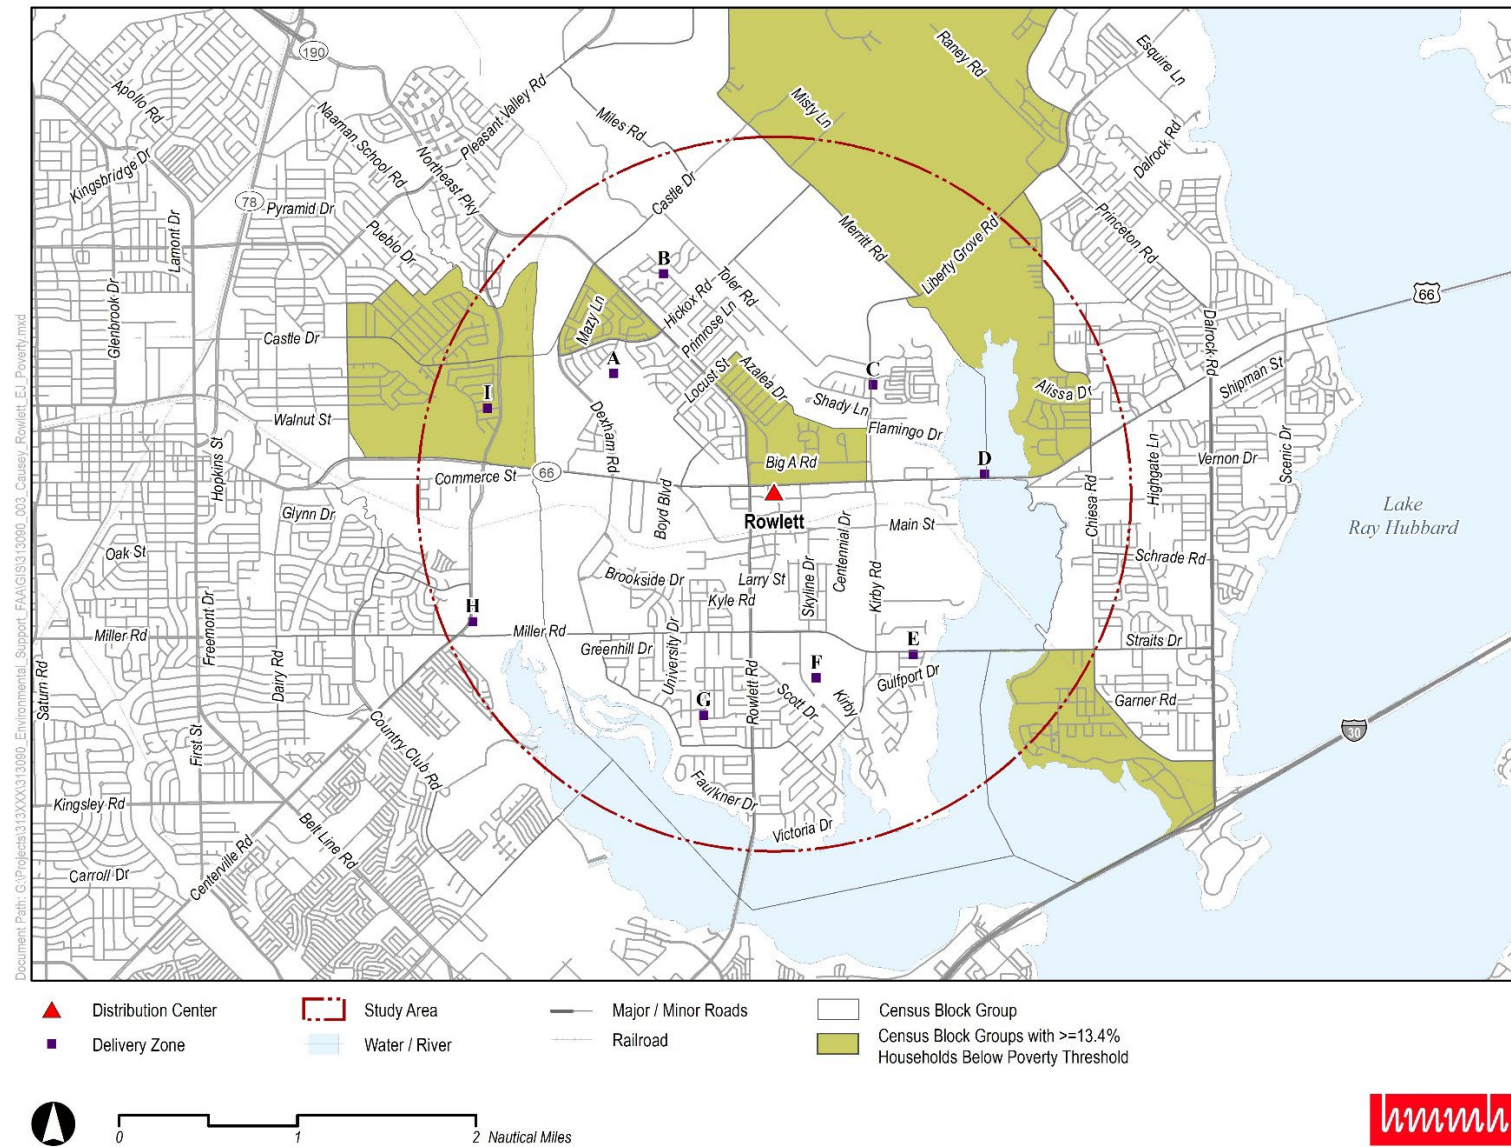 Document Path: G:\Projects\313XXX\313090_Environmental_Support_FAA\GIS\313090_003_Causey_Rowlett_EJ_Poverty.mxd
190
Raney Rd
Esquire Ln
Apollo Rd
Pleasant Valley Rd
Misty Ln
Miles Rd
Naaman School Rd
Dalrock Rd
Kingsbridge Dr
Northeast Pky
Castle Dr
78
Pyramid Dr
Lamont Dr
Pueblo Dr
Merritt Rd
Princeton Rd
Liberty Grove Rd
B
Toler Rd
Hickox Rd
66
Glenbrook Dr
Mazy Ln
Primrose Ln
Dalrock Rd
Castle Dr
A
Locust St
Azalea Dr
C
Shipman St
I
Shady Ln
Alissa Dr
Walnut St
Dexham Rd
Flamingo Dr
Highgate Ln
Scenic Dr
Hopkins St
Big A Rd
D
Vernon Dr
Commerce St
66
Boyd Blvd
Chiesa Rd
Lake
Ray Hubbard
Glynn Dr
Rowlett
Main St
Oak St
Centennial Dr
Schrade Rd
Brookside Dr
Larry St
Skyline Dr
Kirby Rd
Kyle Rd
Freemont Dr
H
Miller Rd
Miller Rd
Straits Dr
Greenhill Dr
University Dr
E
Dairy Rd
F
Gulfport Dr
Saturn Rd
Rowlett Rd
Scott Dr
Kirby
G
Garner Rd
First St
Country Club Rd
30
Faulkner Dr
Kingsley Rd
Victoria Dr
Belt Line Rd
Centerville Rd
Carroll Dr
Distribution Center
Study Area
Major / Minor Roads
Census Block Group
Delivery Zone
Water / River
Railroad
Census Block Groups with >=13.4%
Households Below Poverty Threshold
0 1 2 Nautical Miles
hmmh